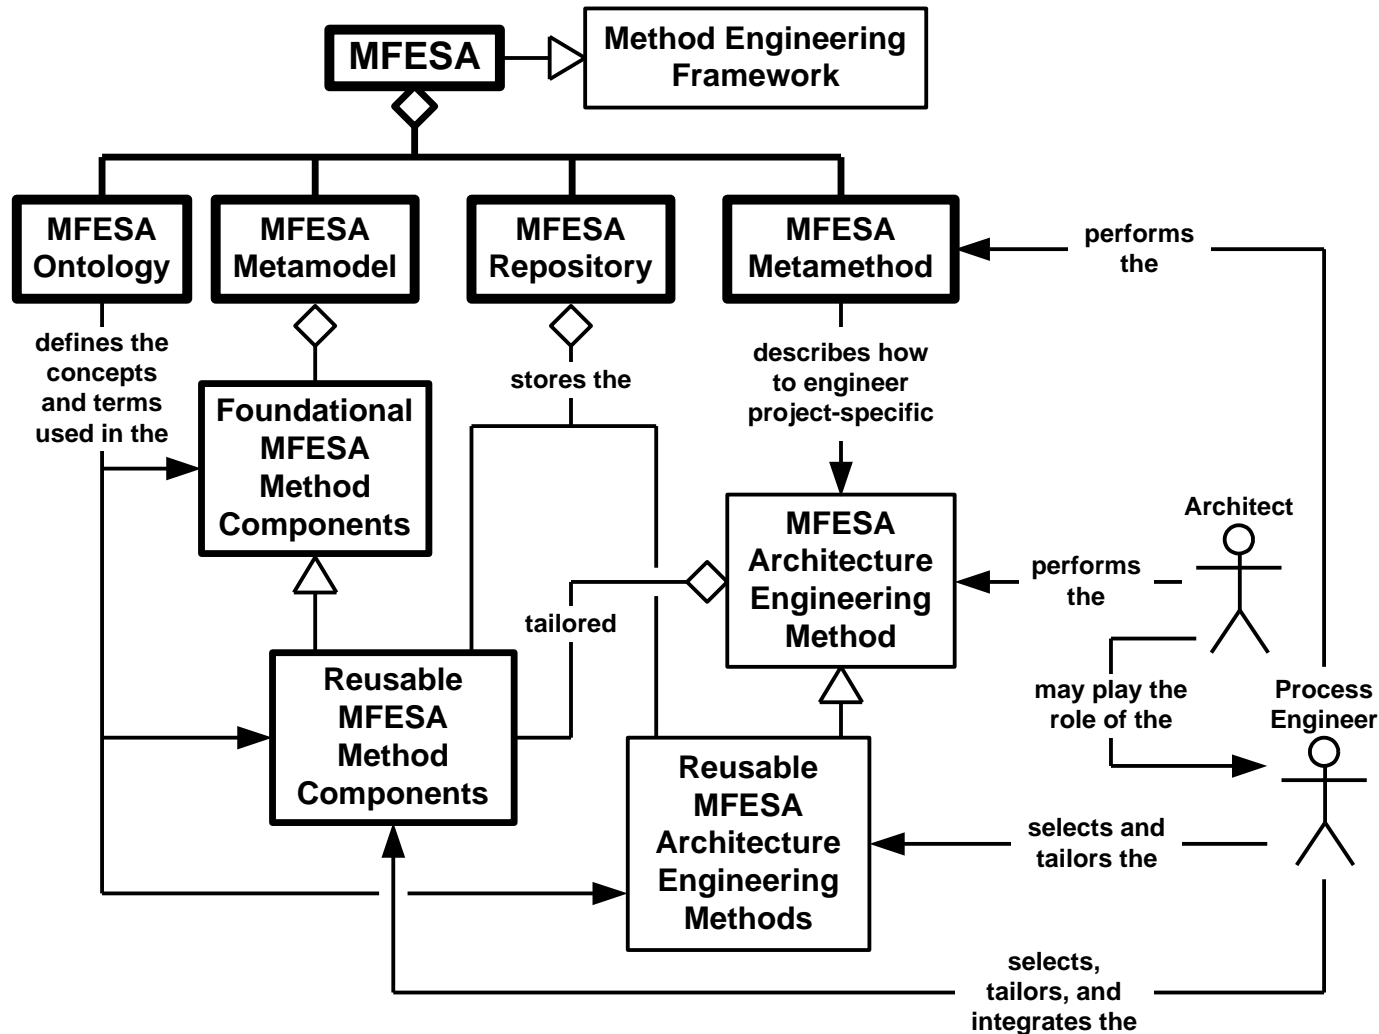 MFESA
Method Engineering
Framework
MFESA
Ontology
MFESA
Metamodel
MFESA
Repository
MFESA
Metamethod
performs
the
defines the
concepts
and terms
used in the
stores the
describes how
to engineer
project-specific
Foundational
MFESA
Method
Components
MFESA
Architecture
Engineering
Method
Architect
performs
the
tailored
Reusable
MFESA
Method
Components
may play the
role of the
Process
Engineer
Reusable
MFESA
Architecture
Engineering
Methods
selects and
tailors the
selects,
tailors, and
integrates the